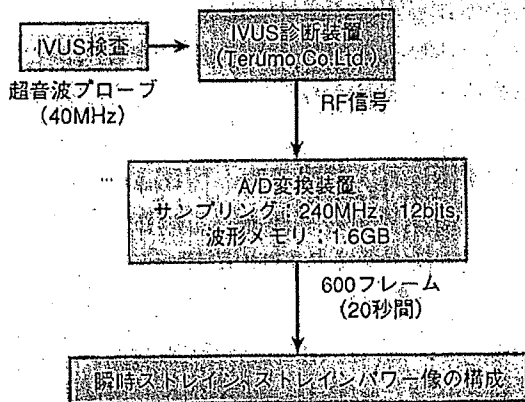 IVUS検査
超音波プローブ
(40MHz)
IVUS診断装置
(Terumo Co.Ltd.)
RF信号
A/D変換装置
サンプリング：240MHz, 12bits,
波形メモリ：1.6GB
600フレーム
(20秒間)
瞬時ストレイン,ストレインパワー像の構成